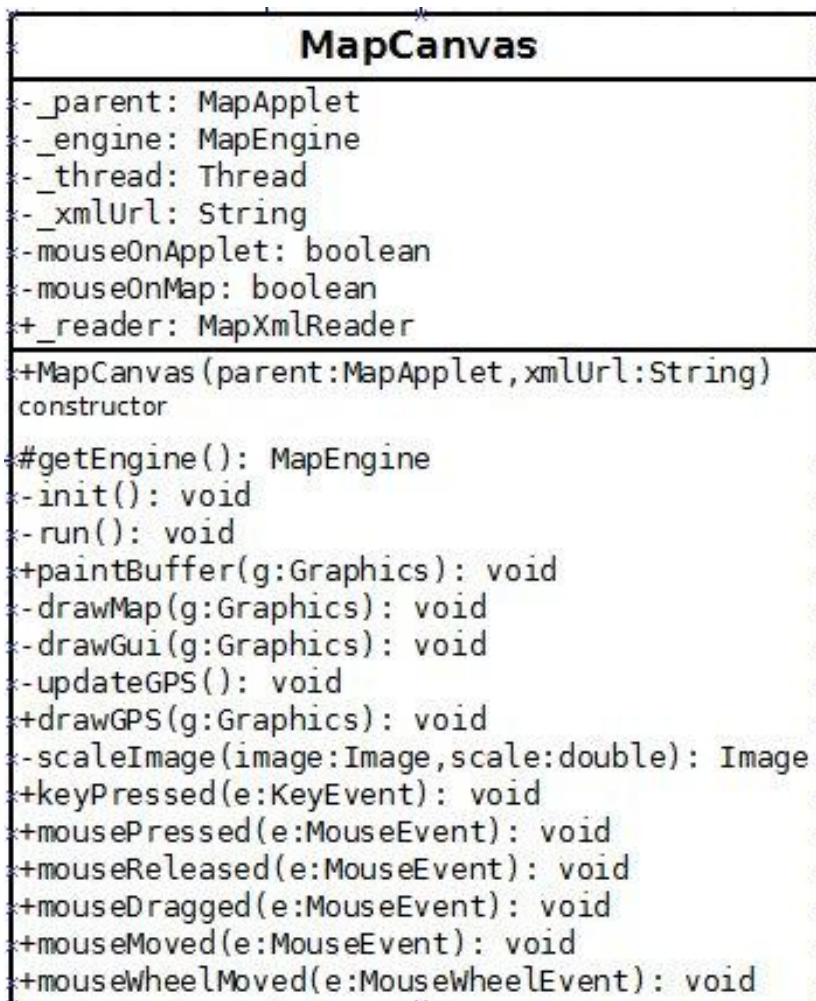 MapCanvas
-_parent: MapApplet
-_engine: MapEngine
-_thread: Thread
-_xmlUrl: String
-mouseOnApplet: boolean
-mouseOnMap: boolean
+_reader: MapXmlReader
+MapCanvas(parent:MapApplet,xmlUrl:String)
constructor
#getEngine(): MapEngine
-init(): void
-run(): void
+paintBuffer(g:Graphics): void
-drawMap(g:Graphics): void
-drawGui(g:Graphics): void
-updateGPS(): void
+drawGPS(g:Graphics): void
-scaleImage(image:Image,scale:double): Image
+keyPressed(e:KeyEvent): void
+mousePressed(e:MouseEvent): void
+mouseReleased(e:MouseEvent): void
+mouseDragged(e:MouseEvent): void
+mouseMoved(e:MouseEvent): void
+mouseWheelMoved(e:MouseWheelEvent): void